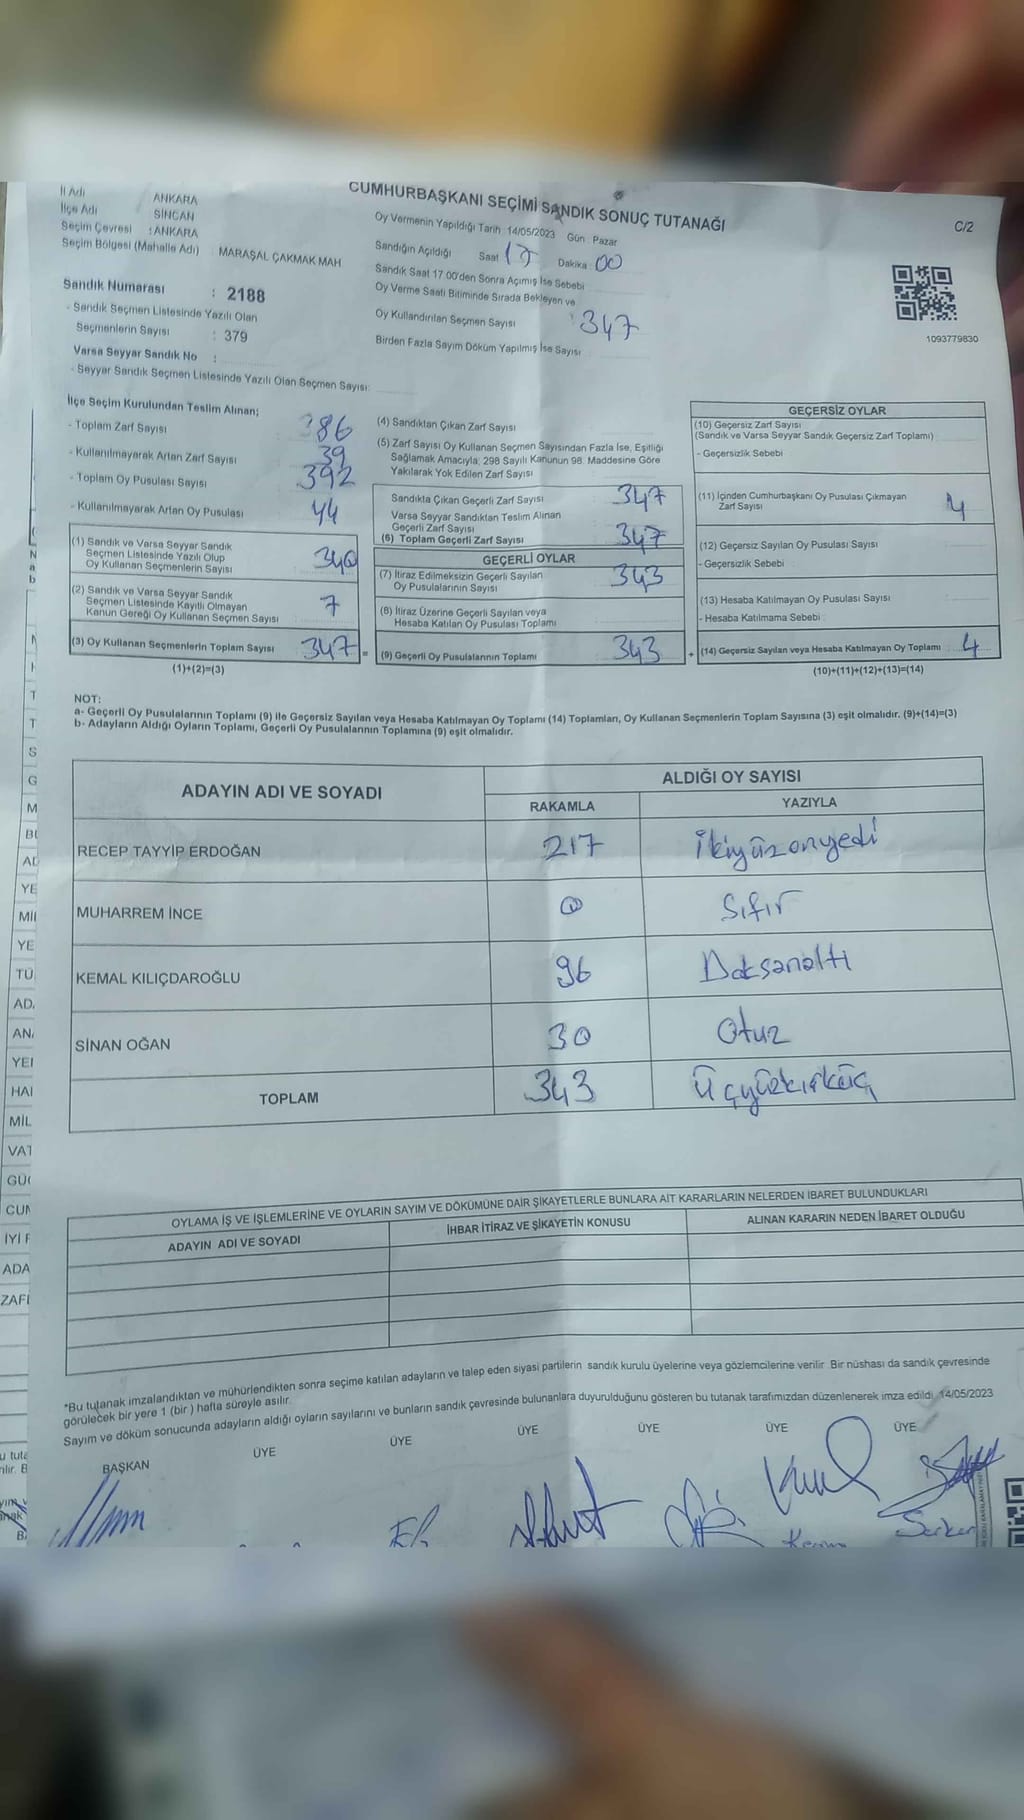 CUMHURBAŞKANI SEÇİMİ SANDIK SONUÇ TUTANAĞI
C/2
İl Adı ANKARA
İlçe Adı SİNCAN
Seçim Çevresi : ANKARA
Seçim Bölgesi (Mahalle Adı) : MARAŞAL ÇAKMAK MAH
Sandık Numarası : 2188
- Sandık Seçmen Listesinde Yazılı Olan
Seçmenlerin Sayısı : 379
Varsa Seyyar Sandık No :
- Seyyar Sandık Seçmen Listesinde Yazılı Olan Seçmen Sayısı:
Oy Vermenin Yapıldığı Tarih 14/05/2023 Gün Pazar
Sandığın Açıldığı Saat 17 Dakika 00
Sandık Saat 17 00'den Sonra Açımış İse Sebebi
Oy Verme Saati Bitiminde Sırada Bekleyen ve
Oy Kullandırılan Seçmen Sayısı : 347
Birden Fazla Sayım Döküm Yapılmış İse Sayısı
1093779830
İlçe Seçim Kurulundan Teslim Alınan;
- Toplam Zarf Sayısı 386
- Kullanılmayarak Artan Zarf Sayısı 39
- Toplam Oy Pusulası Sayısı 392
- Kullanılmayarak Artan Oy Pusulası 44
(1) Sandık ve Varsa Seyyar Sandık
Seçmen Listesinde Yazılı Olup
Oy Kullanan Seçmenlerin Sayısı 340
(2) Sandık ve Varsa Seyyar Sandık
Seçmen Listesinde Kayıtlı Olmayan
Kanun Gereği Oy Kullanan Seçmen Sayısı 7
(3) Oy Kullanan Seçmenlerin Toplam Sayısı 347 =
(1)+(2)=(3)
(4) Sandıktan Çıkan Zarf Sayısı
(5) Zarf Sayısı Oy Kullanan Seçmen Sayısından Fazla İse, Eşitliği
Sağlamak Amacıyla, 298 Sayılı Kanunun 98. Maddesine Göre
Yakılarak Yok Edilen Zarf Sayısı
Sandıkta Çıkan Geçerli Zarf Sayısı 347
Varsa Seyyar Sandıktan Teslim Alınan
Geçerli Zarf Sayısı
(6) Toplam Geçerli Zarf Sayısı 347
GEÇERLİ OYLAR
(7) İtiraz Edilmeksizin Geçerli Sayılan
Oy Pusulalarının Sayısı 343
(8) İtiraz Üzerine Geçerli Sayılan veya
Hesaba Katılan Oy Pusulası Toplamı
(9) Geçerli Oy Pusulalarının Toplamı 343 +
GEÇERSİZ OYLAR
(10) Geçersiz Zarf Sayısı
(Sandık ve Varsa Seyyar Sandık Geçersiz Zarf Toplamı)
- Geçersizlik Sebebi
(11) İçinden Cumhurbaşkanı Oy Pusulası Çıkmayan
Zarf Sayısı 4
(12) Geçersiz Sayılan Oy Pusulası Sayısı
- Geçersizlik Sebebi
(13) Hesaba Katılmayan Oy Pusulası Sayısı
- Hesaba Katılmama Sebebi
(14) Geçersiz Sayılan veya Hesaba Katılmayan Oy Toplamı 4
(10)+(11)+(12)+(13)=(14)
NOT:
a- Geçerli Oy Pusulalarının Toplamı (9) ile Geçersiz Sayılan veya Hesaba Katılmayan Oy Toplamı (14) Toplamları, Oy Kullanan Seçmenlerin Toplam Sayısına (3) eşit olmalıdır. (9)+(14)=(3)
b- Adayların Aldığı Oyların Toplamı, Geçerli Oy Pusulalarının Toplamına (9) eşit olmalıdır.
ADAYIN ADI VE SOYADI
ALDIĞI OY SAYISI
RAKAMLA YAZIYLA
RECEP TAYYİP ERDOĞAN 217 ikiyüzonyedi
MUHARREM İNCE 0 Sıfır
KEMAL KILIÇDAROĞLU 96 Doksanaltı
SİNAN OĞAN 30 Otuz
TOPLAM 343 Üçyüzkırküç
OYLAMA İŞ VE İŞLEMLERİNE VE OYLARIN SAYIM VE DÖKÜMÜNE DAİR ŞİKAYETLERLE BUNLARA AİT KARARLARIN NELERDEN İBARET BULUNDUKLARI
ADAYIN ADI VE SOYADI İHBAR İTİRAZ VE ŞİKAYETİN KONUSU ALINAN KARARIN NEDEN İBARET OLDUĞU
*Bu tutanak imzalandıktan ve mühürlendikten sonra seçime katılan adayların ve talep eden siyasi partilerin sandık kurulu üyelerine veya gözlemcilerine verilir Bir nüshası da sandık çevresinde
görülecek bir yere 1 (bir) hafta süreyle asılır.
Sayım ve döküm sonucunda adayların aldığı oyların sayılarını ve bunların sandık çevresinde bulunanlara duyurulduğunu gösteren bu tutanak tarafımızdan düzenlenerek imza edildi 14/05/2023
BAŞKAN ÜYE ÜYE ÜYE ÜYE ÜYE ÜYE
Serkan